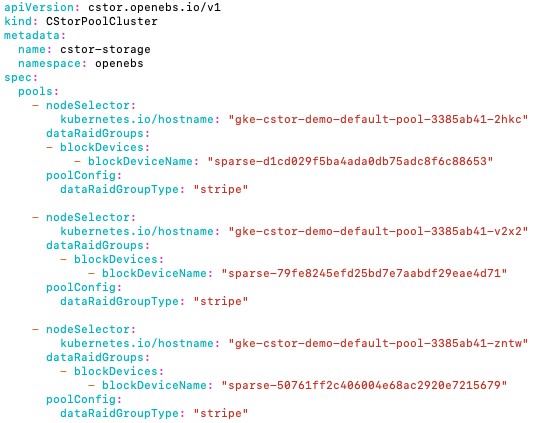 apiVersion: cstor.openebs.io/v1
kind: CStorPoolCluster
metadata:
  name: cstor-storage
  namespace: openebs
spec:
  pools:
    - nodeSelector:
        kubernetes.io/hostname: "gke-cstor-demo-default-pool-3385ab41-2hkc"
      dataRaidGroups:
      - blockDevices:
          - blockDeviceName: "sparse-d1cd029f5ba4ada0db75adc8f6c88653"
      poolConfig:
        dataRaidGroupType: "stripe"

    - nodeSelector:
        kubernetes.io/hostname: "gke-cstor-demo-default-pool-3385ab41-v2x2"
      dataRaidGroups:
        - blockDevices:
            - blockDeviceName: "sparse-79fe8245efd25bd7e7aabdf29eae4d71"
      poolConfig:
        dataRaidGroupType: "stripe"

    - nodeSelector:
        kubernetes.io/hostname: "gke-cstor-demo-default-pool-3385ab41-zntw"
      dataRaidGroups:
        - blockDevices:
            - blockDeviceName: "sparse-50761ff2c406004e68ac2920e7215679"
      poolConfig:
        dataRaidGroupType: "stripe"